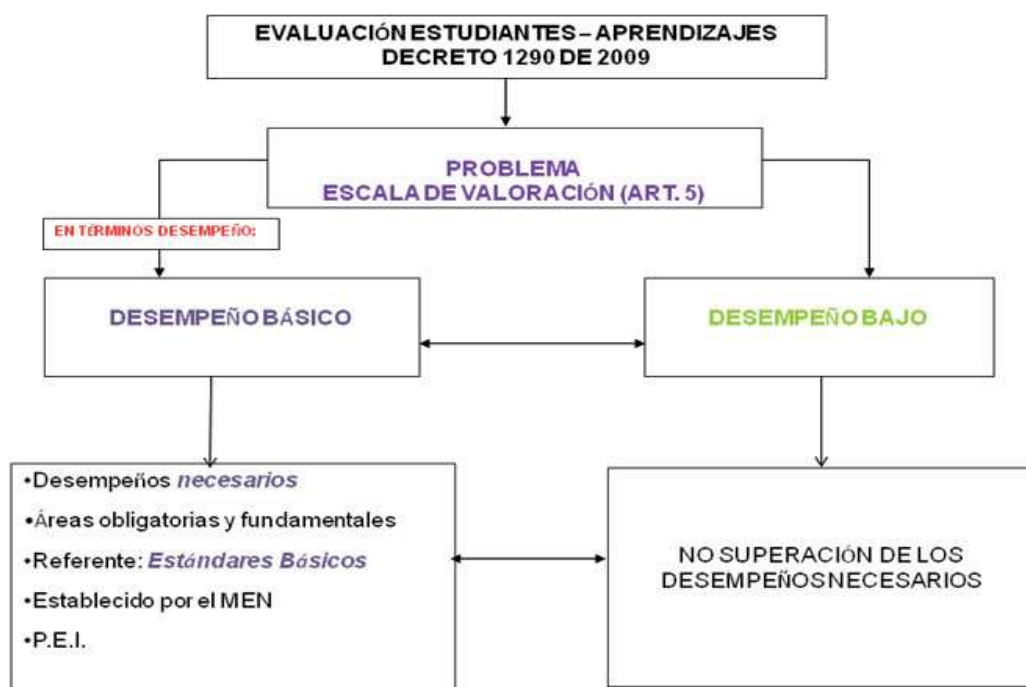 EVALUACIÓN ESTUDIANTES – APRENDIZAJES
DECRETO 1290 DE 2009
PROBLEMA
ESCALA DE VALORACIÓN (ART. 5)
EN TÉRMINOS DESEMPEÑO:
DESEMPEÑO BÁSICO
DESEMPEÑO BAJO
•Desempeños necesarios
•Áreas obligatorias y fundamentales
•Referente: Estándares Básicos
•Establecido por el MEN
•P.E.I.
NO SUPERACIÓN DE LOS
DESEMPEÑOS NECESARIOS